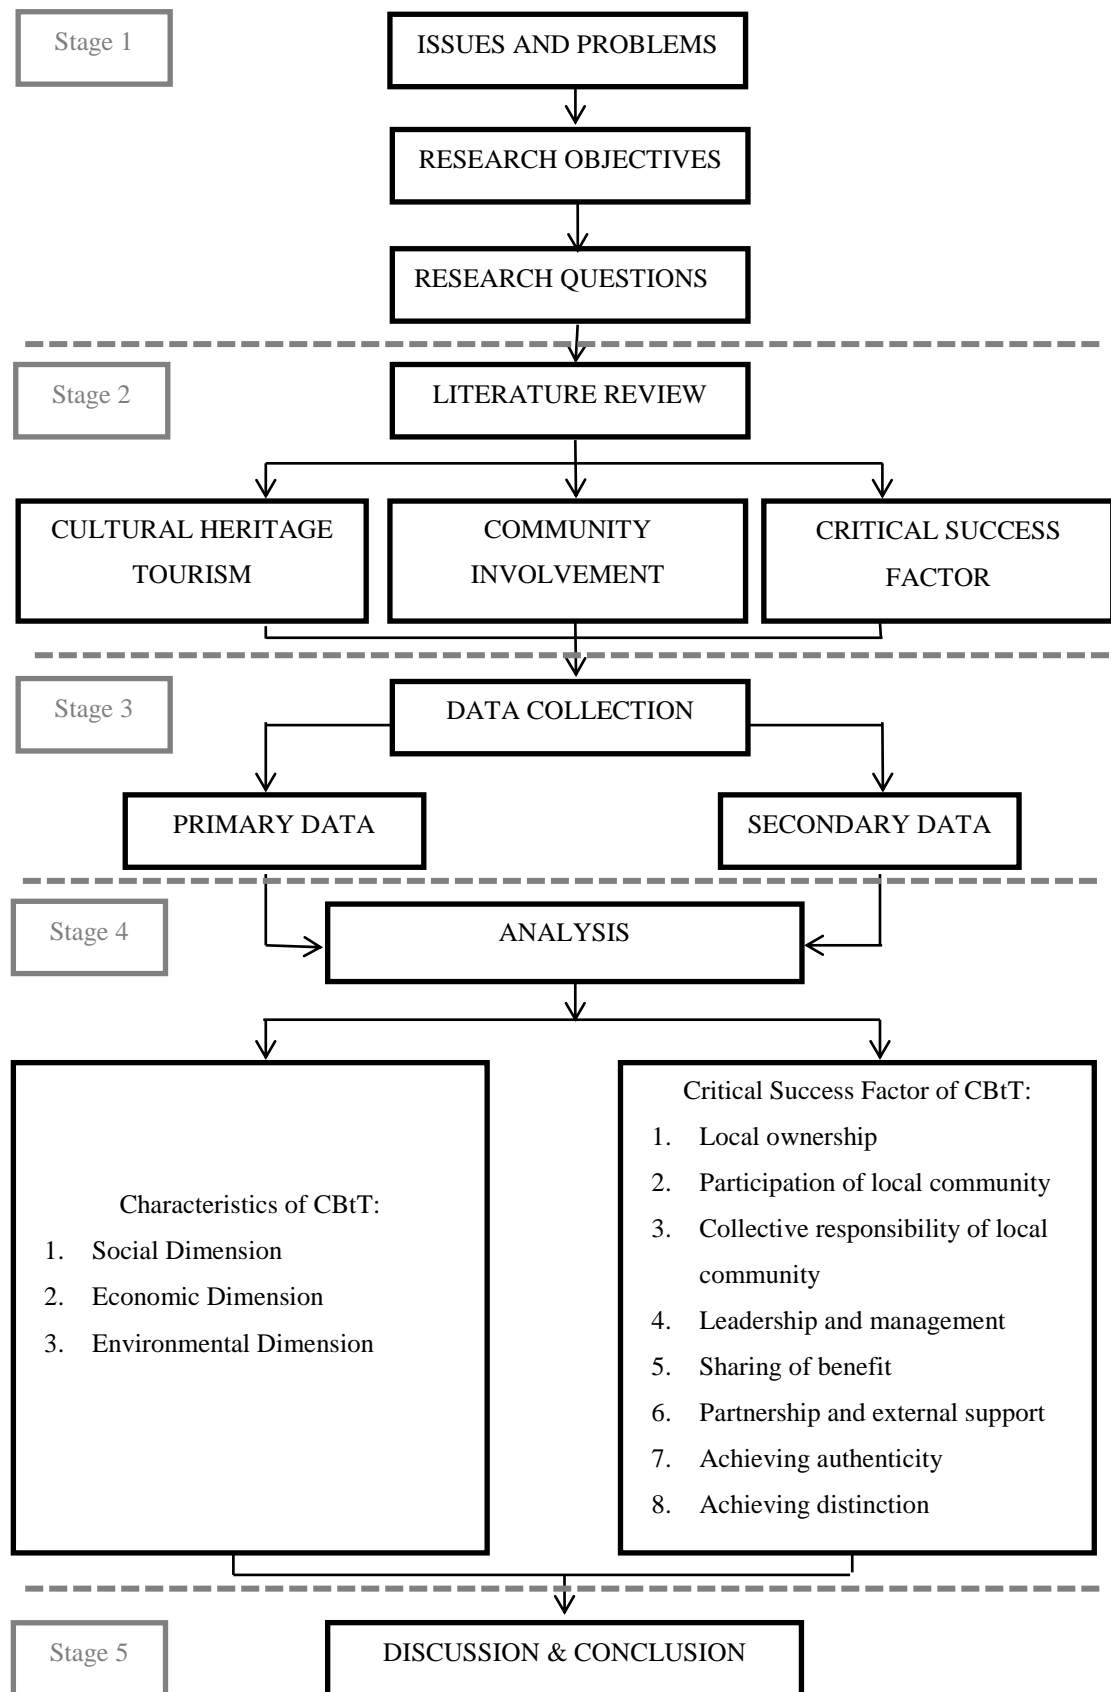 Stage 1
ISSUES AND PROBLEMS
RESEARCH OBJECTIVES
RESEARCH QUESTIONS
Stage 2
LITERATURE REVIEW
CULTURAL HERITAGE
TOURISM
COMMUNITY
INVOLVEMENT
CRITICAL SUCCESS
FACTOR
Stage 3
DATA COLLECTION
PRIMARY DATA
SECONDARY DATA
Stage 4
ANALYSIS
Characteristics of CBtT:
1. Social Dimension
2. Economic Dimension
3. Environmental Dimension
Critical Success Factor of CBtT:
1. Local ownership
2. Participation of local community
3. Collective responsibility of local
community
4. Leadership and management
5. Sharing of benefit
6. Partnership and external support
7. Achieving authenticity
8. Achieving distinction
Stage 5
DISCUSSION & CONCLUSION